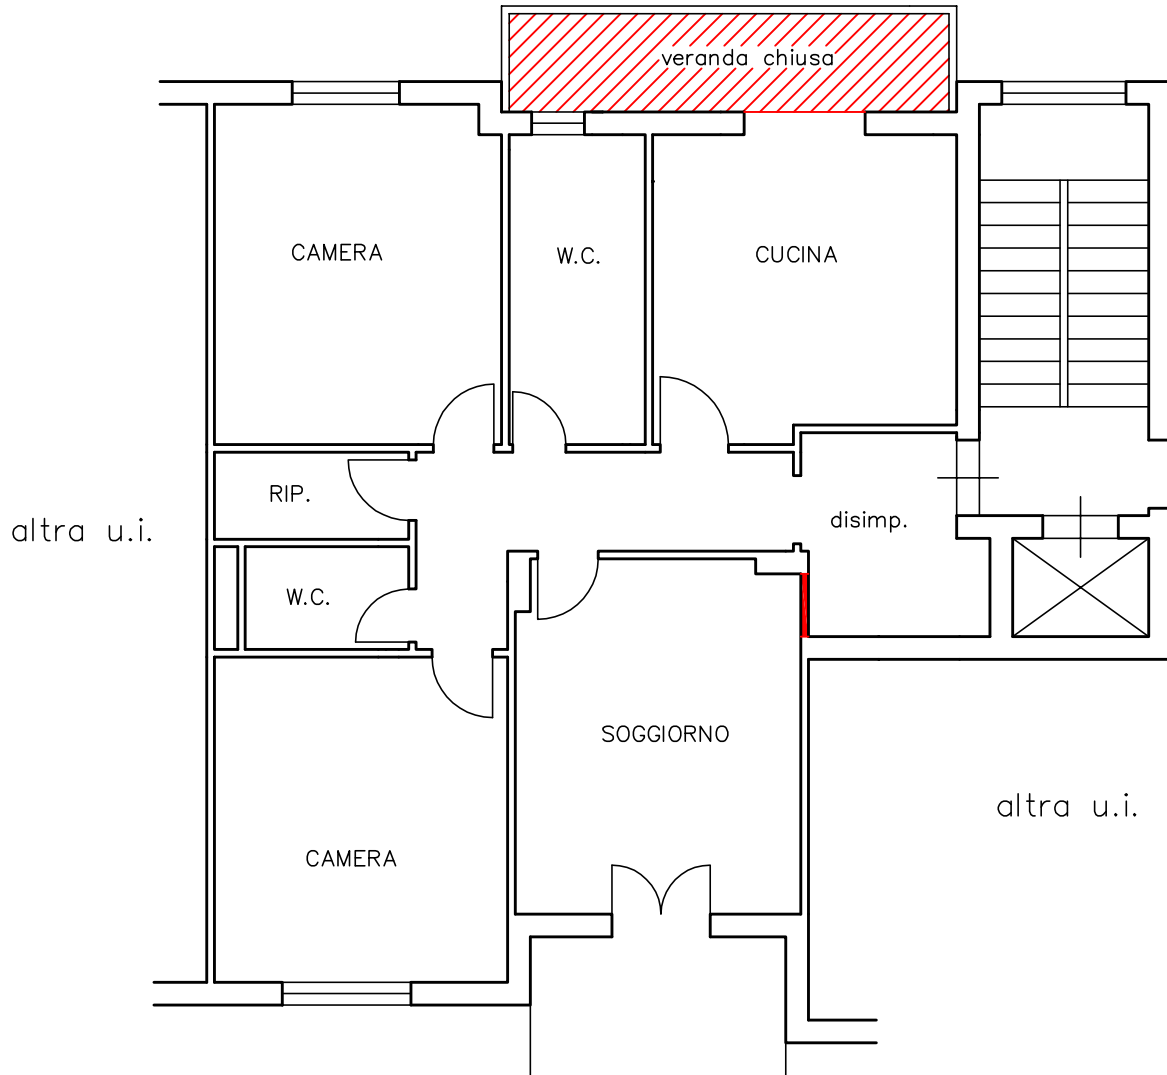 veranda chiusa
CAMERA
W.C.
CUCINA
RIP.
altra u.i.
disimp.
W.C.
SOGGIORNO
altra u.i.
CAMERA